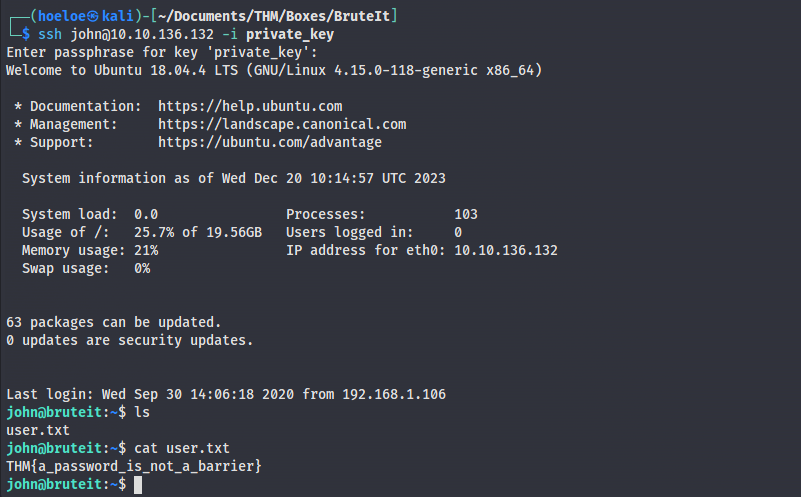 ┌──(hoeloe㉿kali)-[~/Documents/THM/Boxes/BruteIt]
└─$ ssh john@10.10.136.132 -i private_key
Enter passphrase for key 'private_key':
Welcome to Ubuntu 18.04.4 LTS (GNU/Linux 4.15.0-118-generic x86_64)
* Documentation:  https://help.ubuntu.com
* Management:     https://landscape.canonical.com
* Support:        https://ubuntu.com/advantage
System information as of Wed Dec 20 10:14:57 UTC 2023
System load:  0.0                Processes:           103
Usage of /:   25.7% of 19.56GB   Users logged in:     0
Memory usage: 21%                IP address for eth0: 10.10.136.132
Swap usage:   0%
63 packages can be updated.
0 updates are security updates.
Last login: Wed Sep 30 14:06:18 2020 from 192.168.1.106
john@bruteit:~$ ls
user.txt
john@bruteit:~$ cat user.txt
THM{a_password_is_not_a_barrier}
john@bruteit:~$